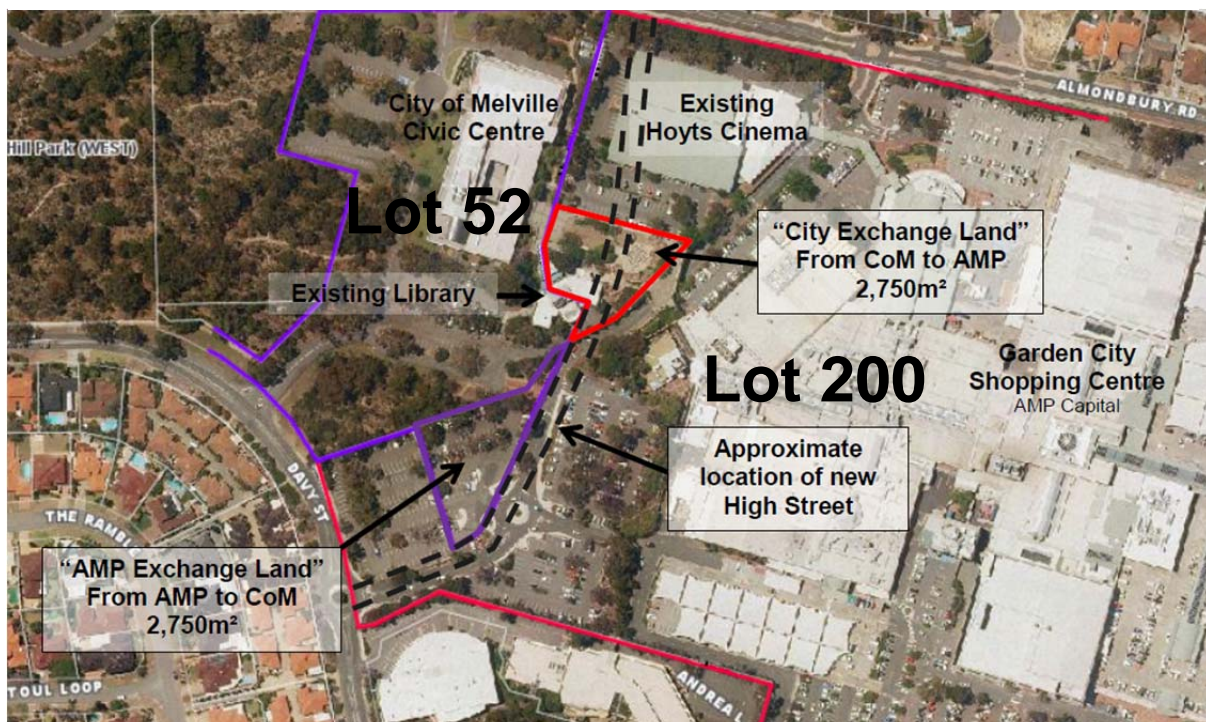 City of Melville
Civic Centre
Existing
Hoyts Cinema
ALMONDBURY RD
Hill Park (WEST)
Lot 52
"City Exchange Land"
From CoM to AMP
2,750m²
Existing Library
Lot 200
Garden City
Shopping Centre
AMP Capital
Approximate
location of new
High Street
DAVY ST
THE RAMBLE
"AMP Exchange Land"
From AMP to CoM
2,750m²
TOUL LOOP
ANDREA L